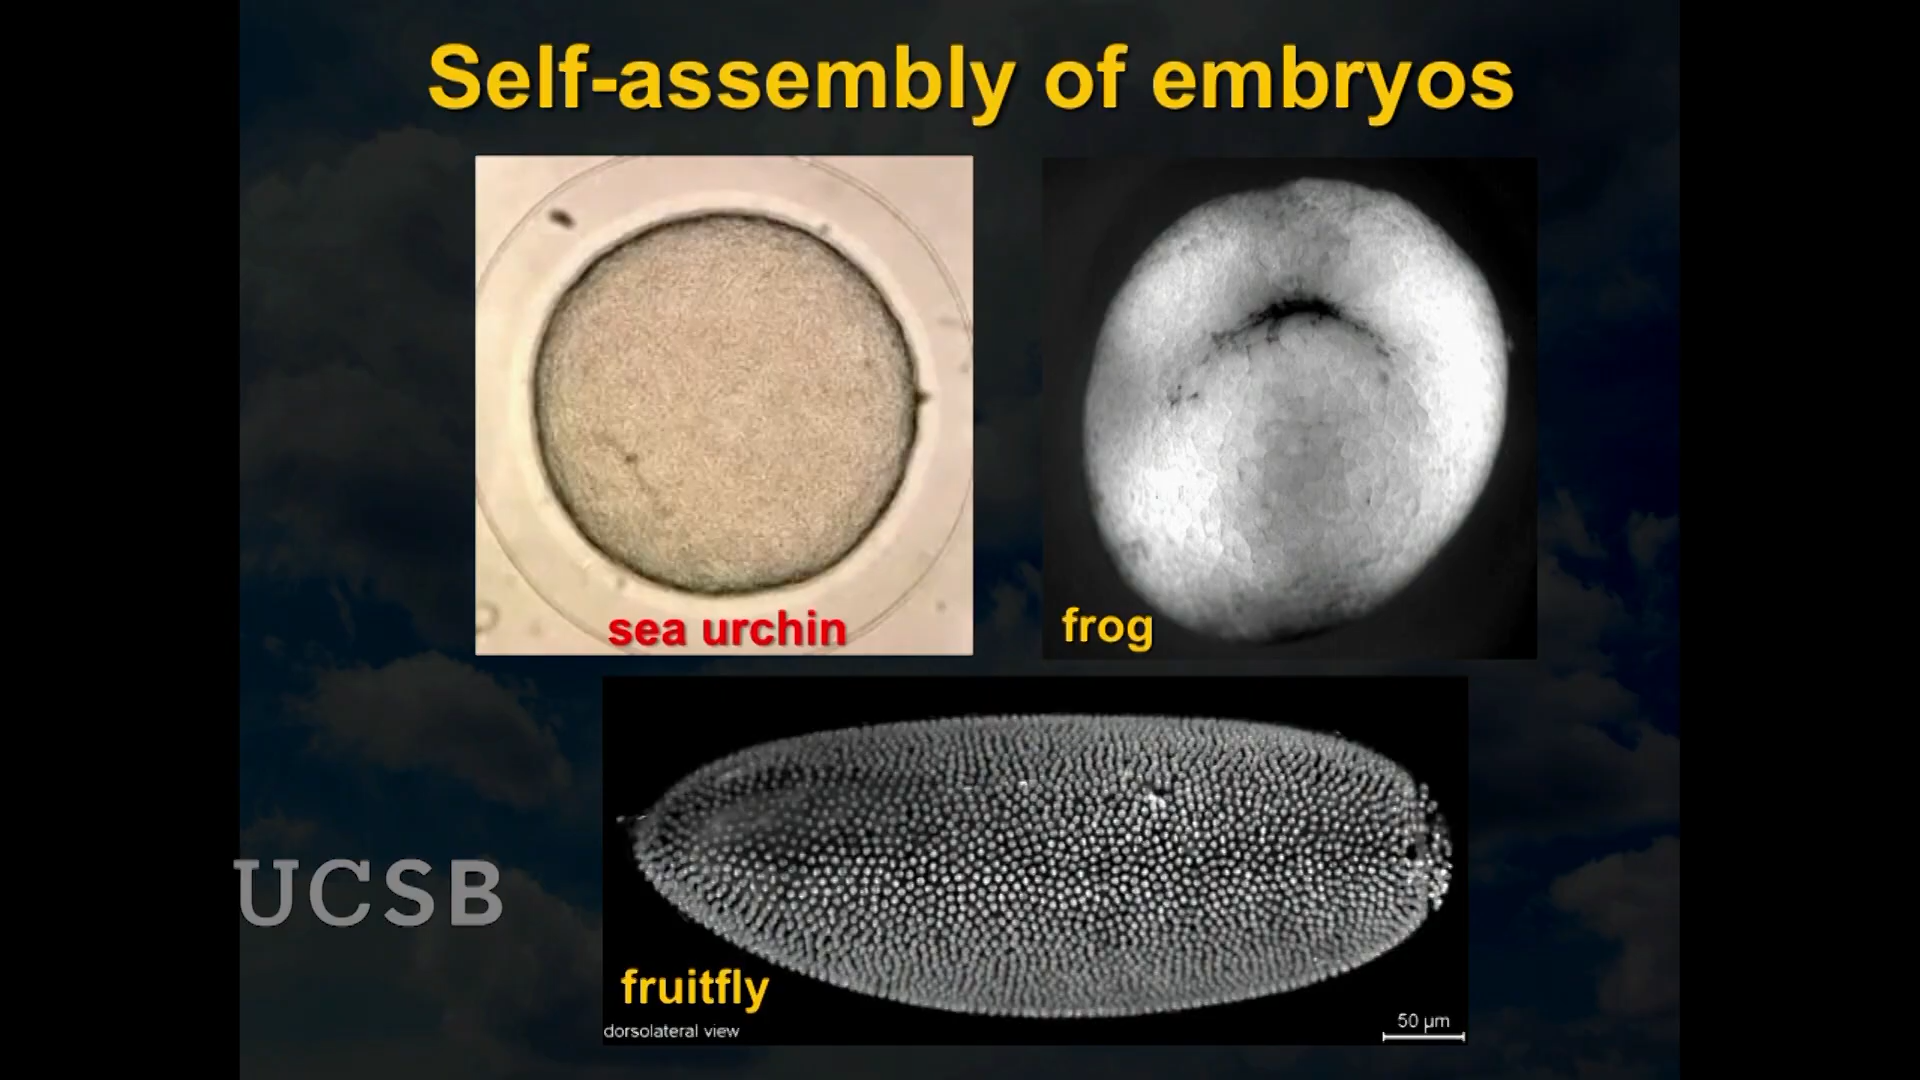 Self-assembly of embryos
sea urchin
frog
fruitfly
dorsolateral view
50 µm
UCSB